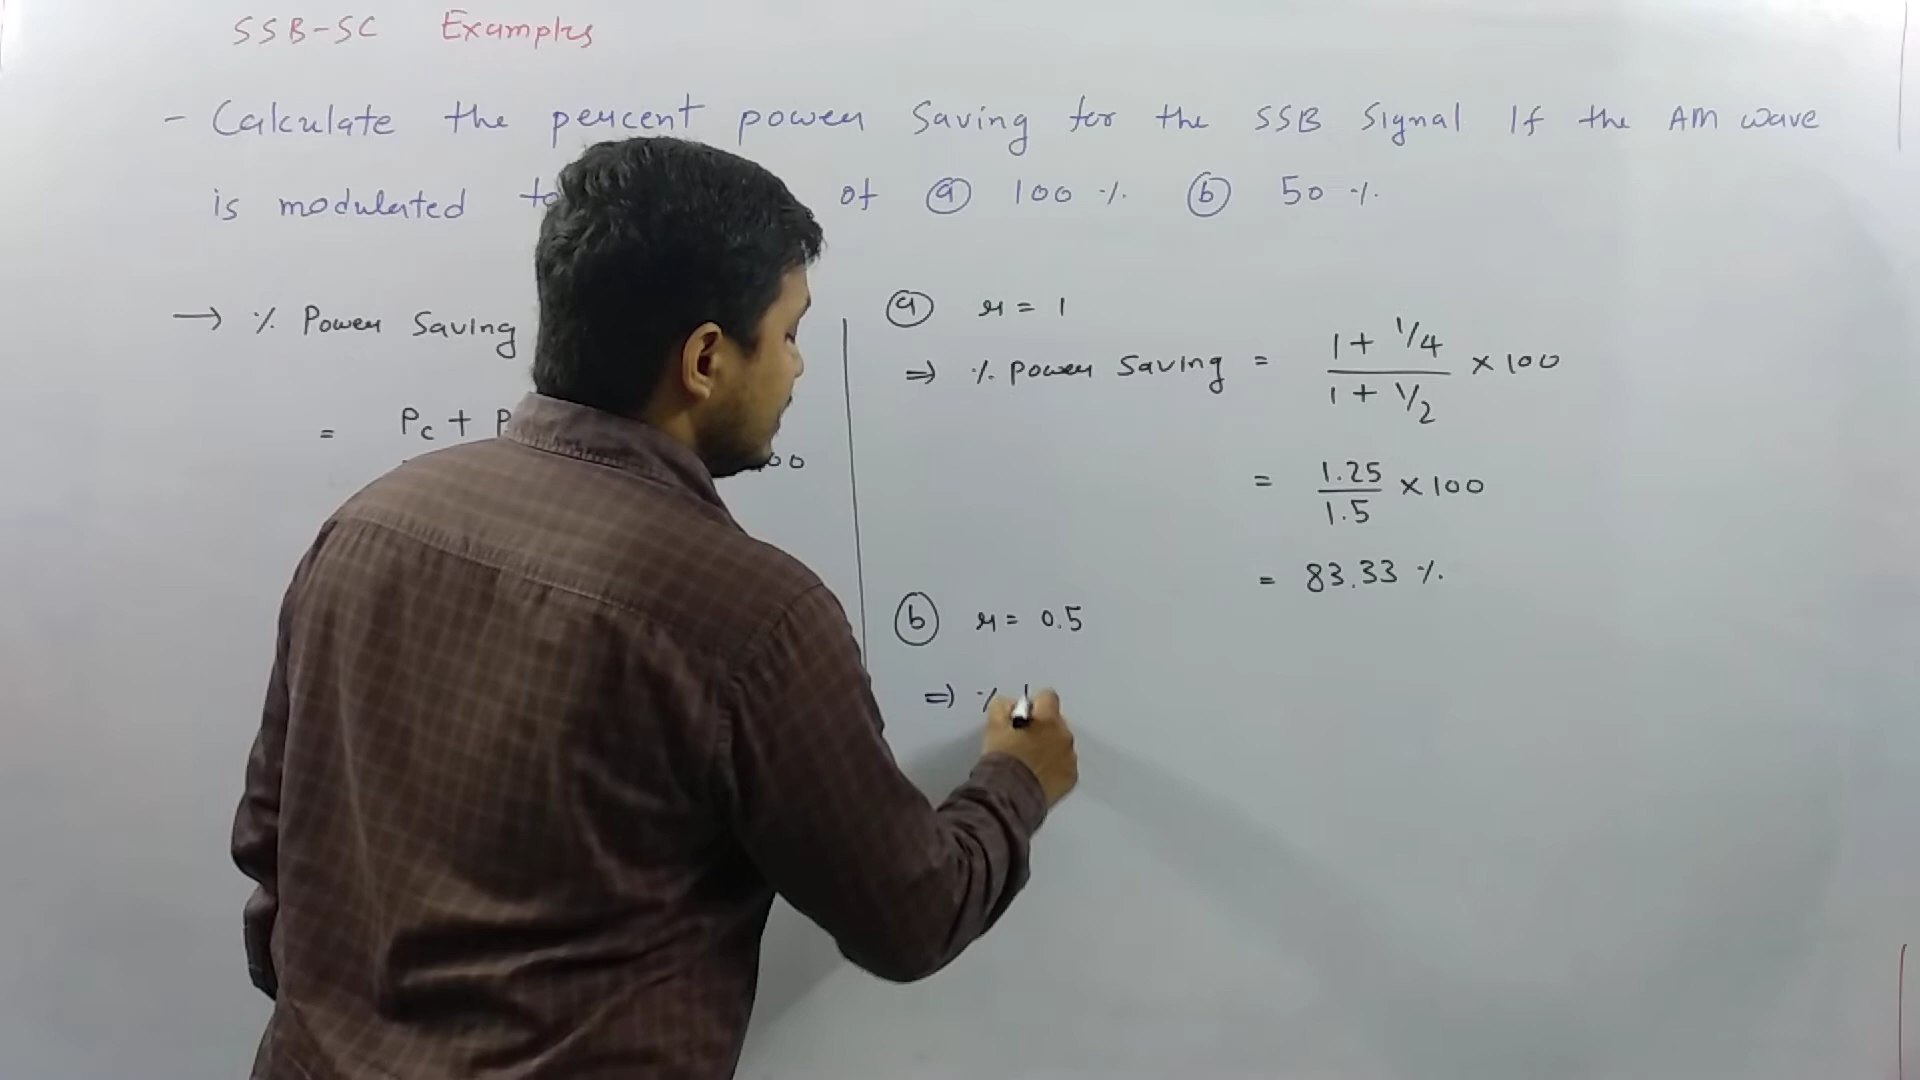 SSB-SC Examples
- Calculate the percent power Saving for the SSB Signal If the AM wave
is modulated of ⓐ 100 % ⓑ 50 %.
→ % Power Saving
= Pc + P
ⓐ μ = 1
⇒ % Power Saving = 1 + 1/4 / 1 + 1/2 × 100
= 1.25 / 1.5 × 100
= 83.33 %.
ⓑ μ = 0.5
⇒ %